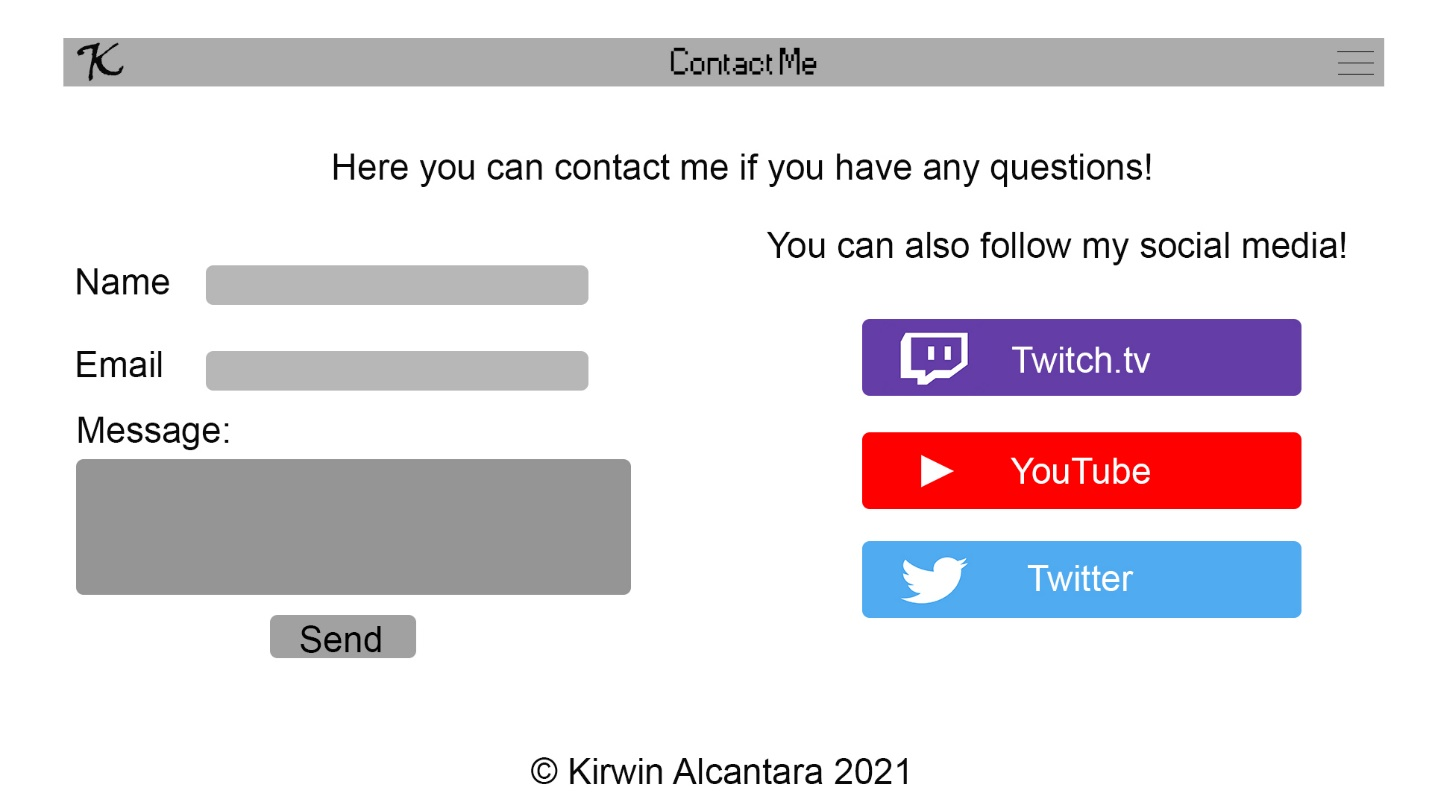 K
Contact Me
Here you can contact me if you have any questions!
You can also follow my social media!
Name
Email
Message:
Send
Twitch.tv
YouTube
Twitter
© Kirwin Alcantara 2021